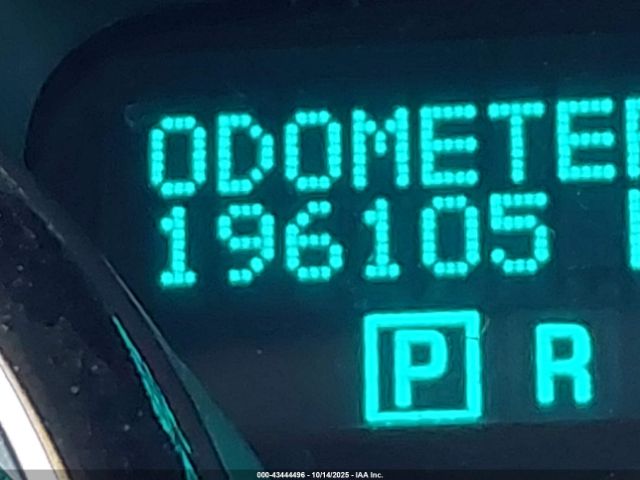 ODOMETE
196105
P R
000-43444496 - 10/14/2025 - IAA Inc.